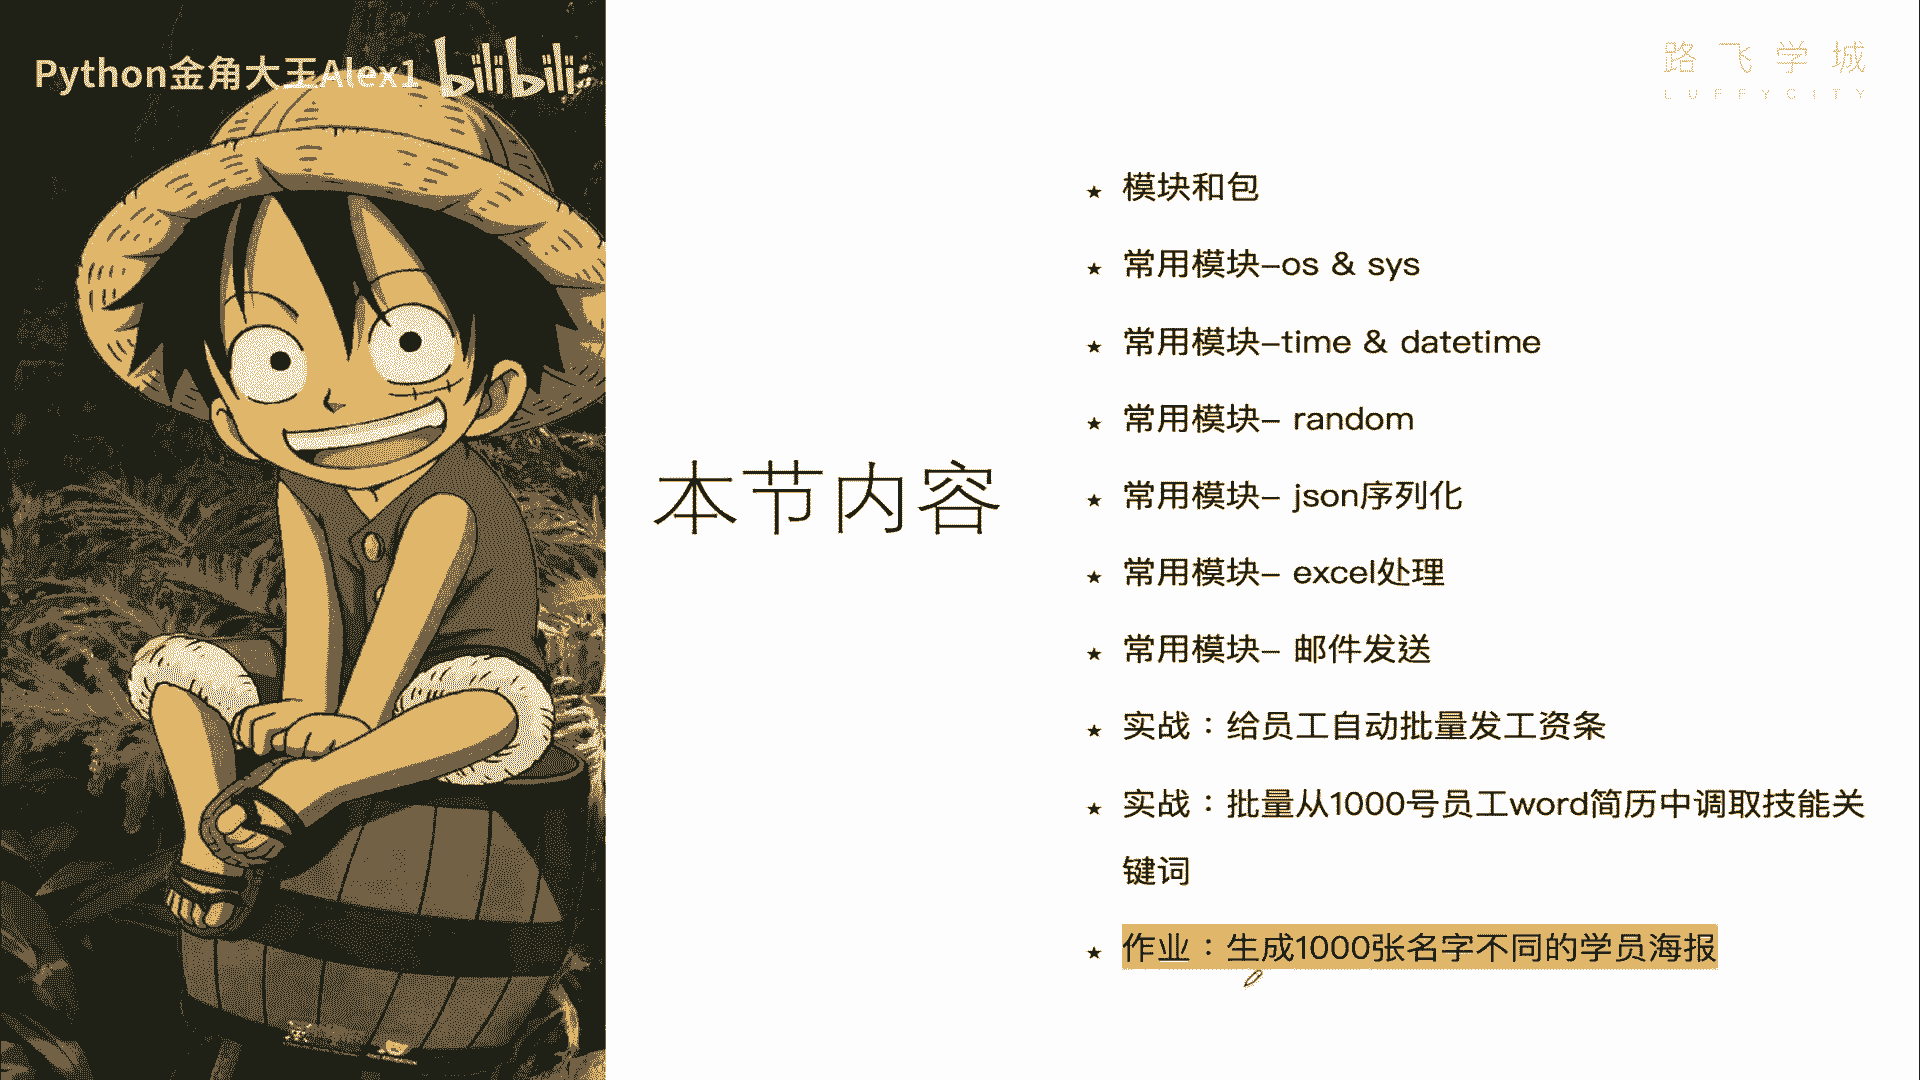 Python金角大王Alex1 bilibili
路飞学城
LUFFYCITY
本节内容
★ 模块和包
★ 常用模块–os & sys
★ 常用模块–time & datetime
★ 常用模块– random
★ 常用模块– json序列化
★ 常用模块– excel处理
★ 常用模块– 邮件发送
★ 实战：给员工自动批量发工资条
★ 实战：批量从1000号员工word简历中调取技能关
键词
★ 作业：生成1000张名字不同的学员海报